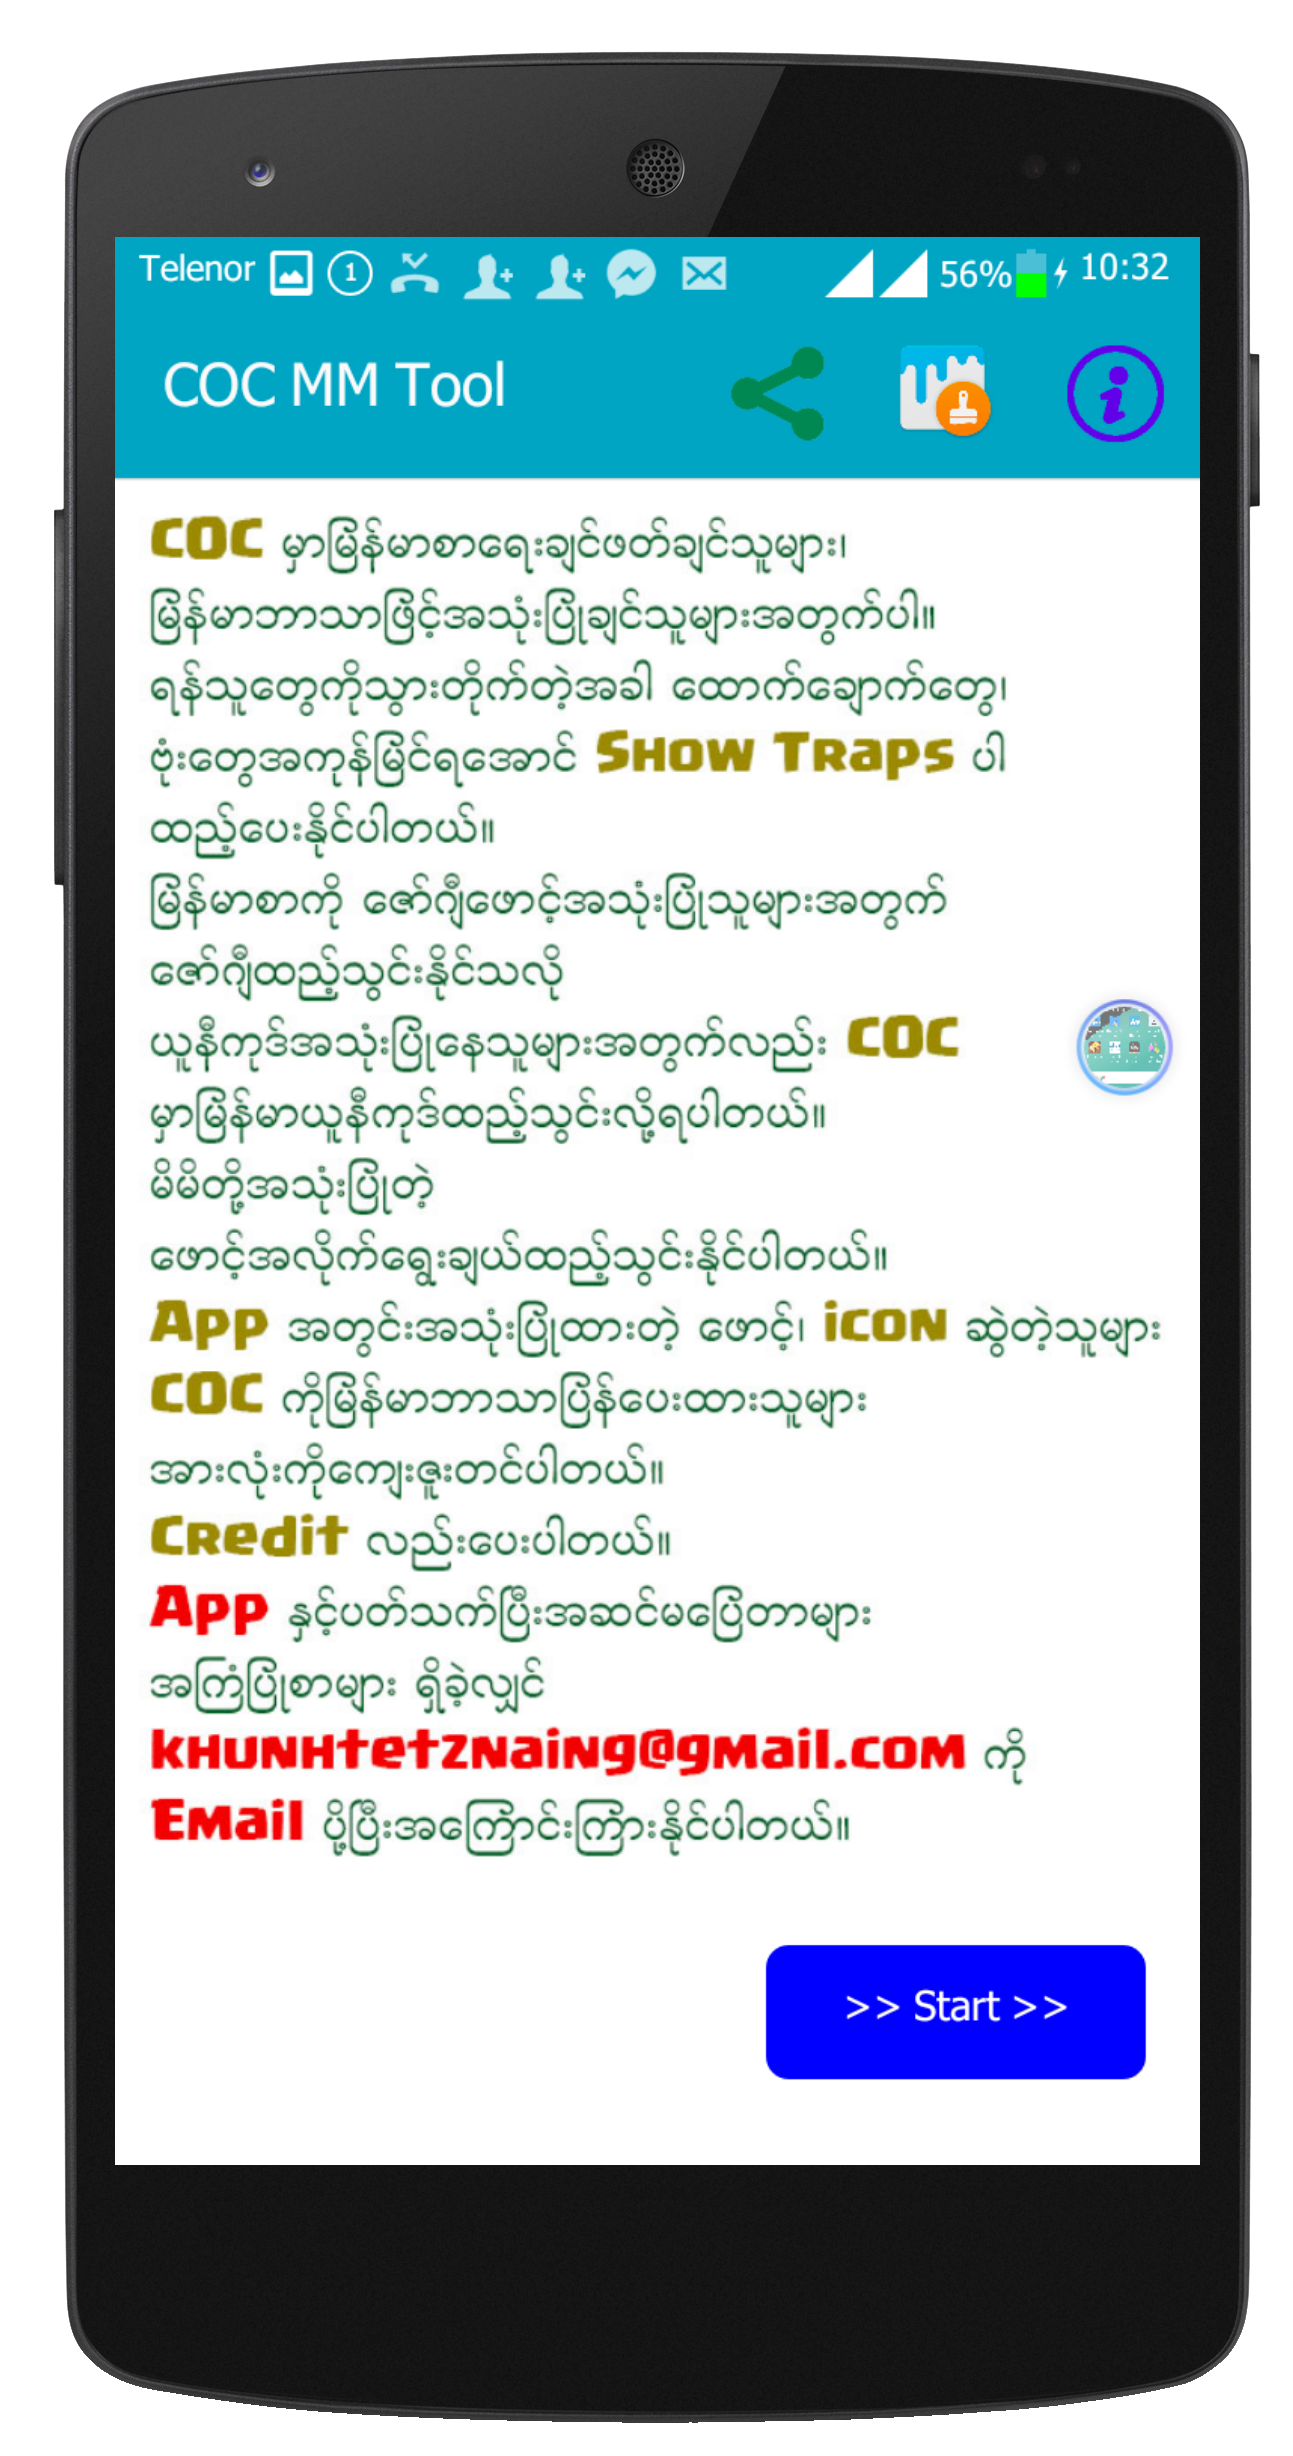 Telenor 1 56% 10:32
COC MM Tool
COC မှာမြန်မာစာရေးချင်ဖတ်ချင်သူများ၊
မြန်မာဘာသာဖြင့်အသုံးပြုချင်သူများအတွက်ပါ။
ရန်သူတွေကိုသွားတိုက်တဲ့အခါ ထောက်ချောက်တွေ၊
ဗုံးတွေအကုန်မြင်ရအောင် Show Traps ပါ
ထည့်ပေးနိုင်ပါတယ်။
မြန်မာစာကို ဇော်ဂျီဖောင့်အသုံးပြုသူများအတွက်
ဇော်ဂျီထည့်သွင်းနိုင်သလို
ယူနီကုဒ်အသုံးပြုနေသူများအတွက်လည်း COC
မှာမြန်မာယူနီကုဒ်ထည့်သွင်းလို့ရပါတယ်။
မိမိတို့အသုံးပြုတဲ့
ဖောင့်အလိုက်ရွေးချယ်ထည့်သွင်းနိုင်ပါတယ်။
App အတွင်းအသုံးပြုထားတဲ့ ဖောင့်၊ icon ဆွဲတဲ့သူများ
COC ကိုမြန်မာဘာသာပြန်ပေးထားသူများ
အားလုံးကိုကျေးဇူးတင်ပါတယ်။
Credit လည်းပေးပါတယ်။
App နှင့်ပတ်သက်ပြီးအဆင်မပြေတာများ
အကြံပြုစာများ ရှိခဲ့လျှင်
khunhtetznaing@gmail.com ကို
Email ပို့ပြီးအကြောင်းကြားနိုင်ပါတယ်။
>> Start >>